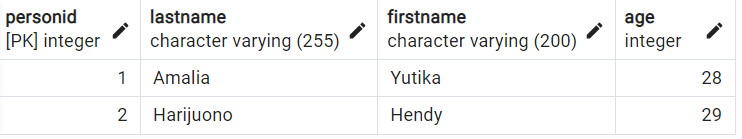 personid lastname firstname age
[PK] integer character varying (255) character varying (200) integer
1 Amalia Yutika 28
2 Harijuono Hendy 29